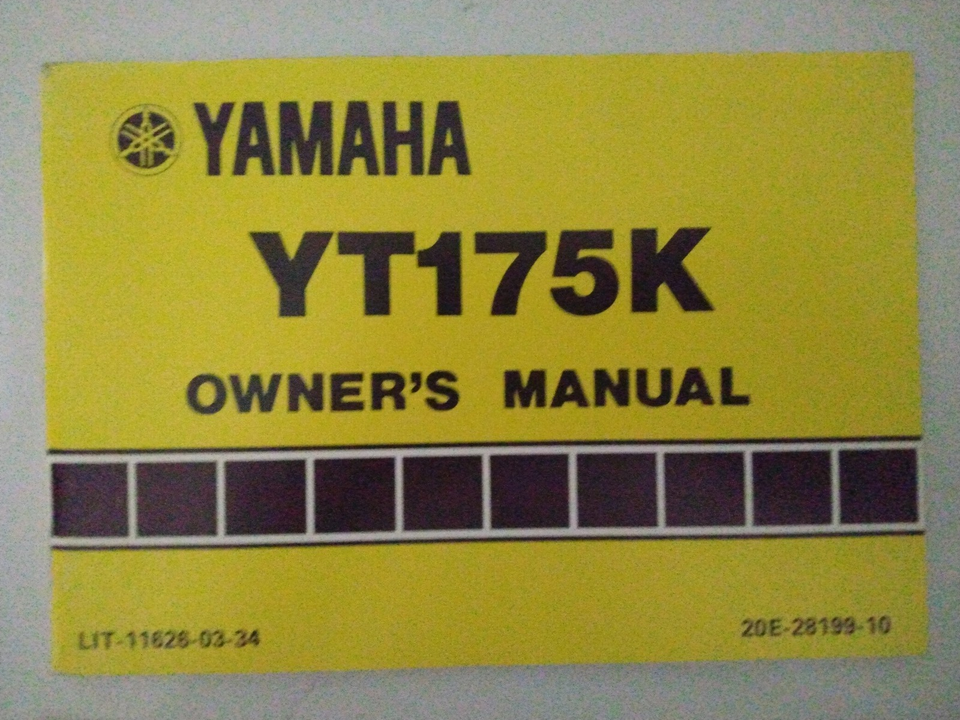 YAMAHA
YT175K
OWNER'S MANUAL
LIT-11626-03-34
20E-28199-10